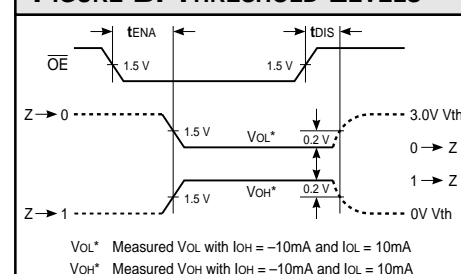 FIGURE B. THRESHOLD LEVELS
tENA tDIS
OE 1.5 V 1.5 V
Z 0 3.0V Vth
1.5 V VOL* 0.2 V
0 Z
1 Z
VOH* 0.2 V
1.5 V
Z 1 0V Vth
VOL* Measured VOL with IOH = –10mA and IOL = 10mA
VOH* Measured VOH with IOH = –10mA and IOL = 10mA